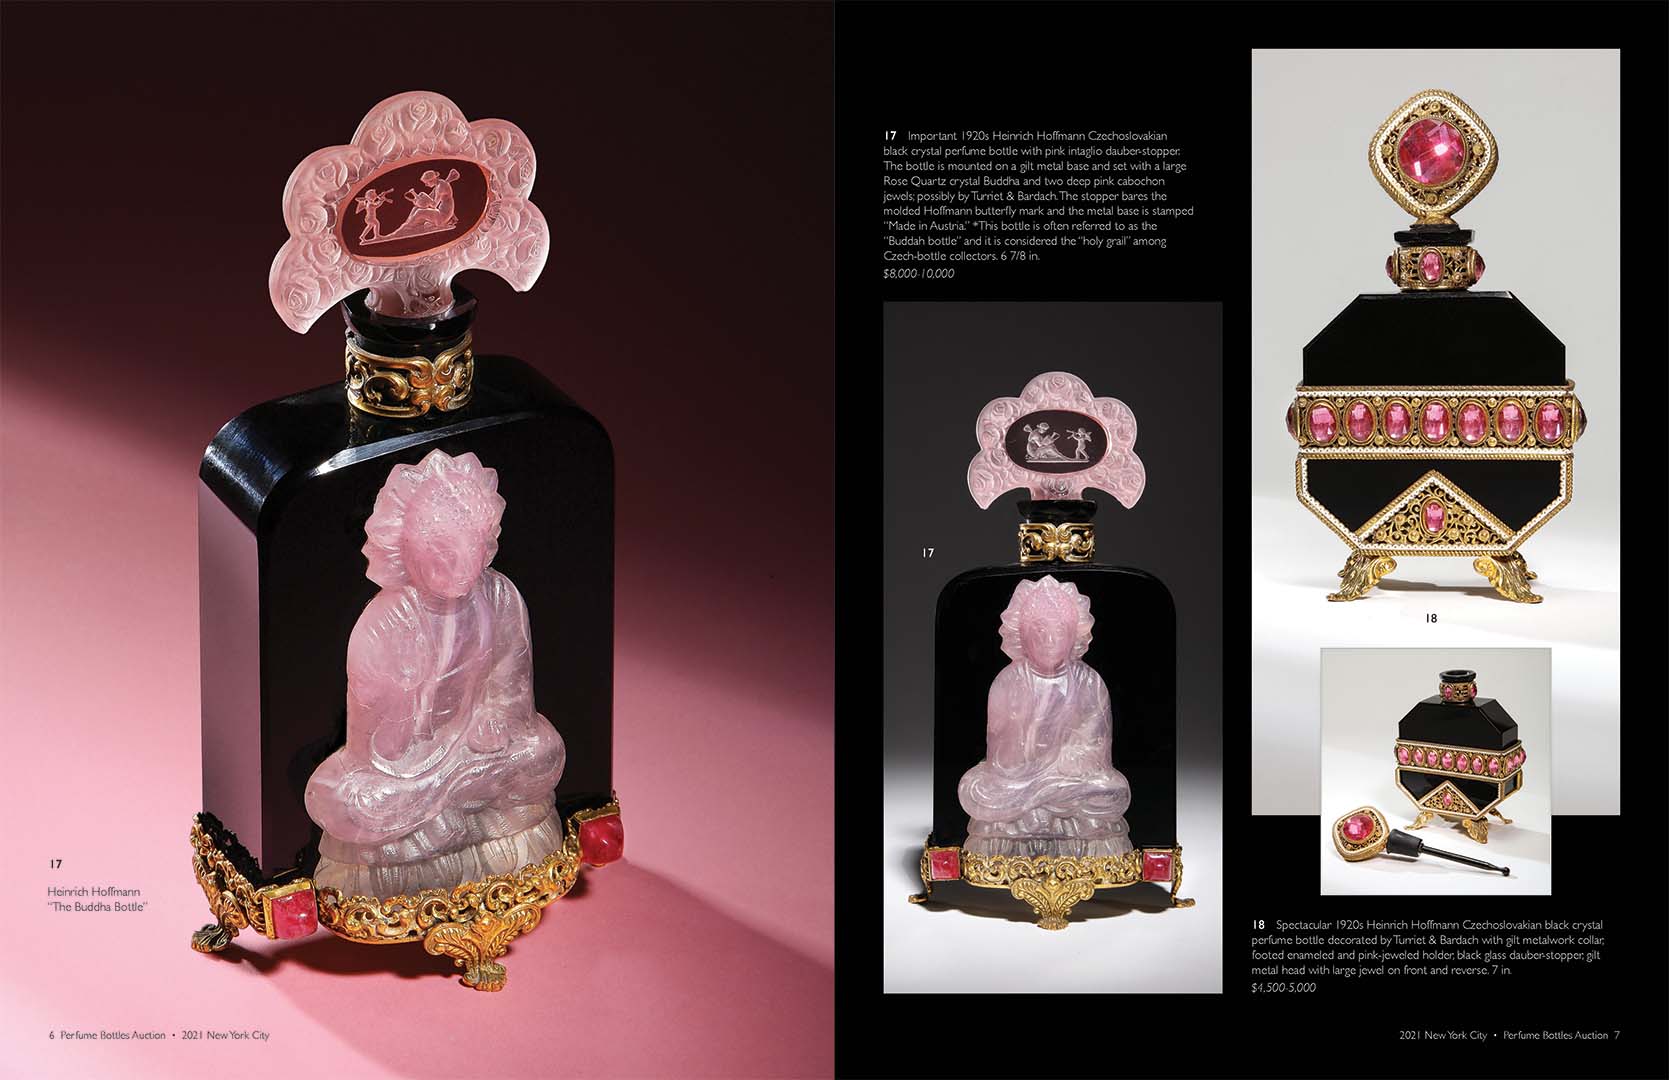 17
Heinrich Hoffmann
“The Buddha Bottle”
6 Perfume Bottles Auction • 2021 New York City
17 Important 1920s Heinrich Hoffmann Czechoslovakian
black crystal perfume bottle with pink intaglio dauber-stopper.
The bottle is mounted on a gilt metal base and set with a large
Rose Quartz crystal Buddha and two deep pink cabochon
jewels; possibly by Turriet & Bardach. The stopper bares the
molded Hoffmann butterfly mark and the metal base is stamped
“Made in Austria.” *This bottle is often referred to as the
“Buddah bottle” and it is considered the “holy grail” among
Czech-bottle collectors. 6 7/8 in.
$8,000-10,000
17
18
18 Spectacular 1920s Heinrich Hoffmann Czechoslovakian black crystal
perfume bottle decorated by Turriet & Bardach with gilt metalwork collar,
footed enameled and pink-jeweled holder, black glass dauber-stopper, gilt
metal head with large jewel on front and reverse. 7 in.
$4,500-5,000
2021 New York City • Perfume Bottles Auction 7